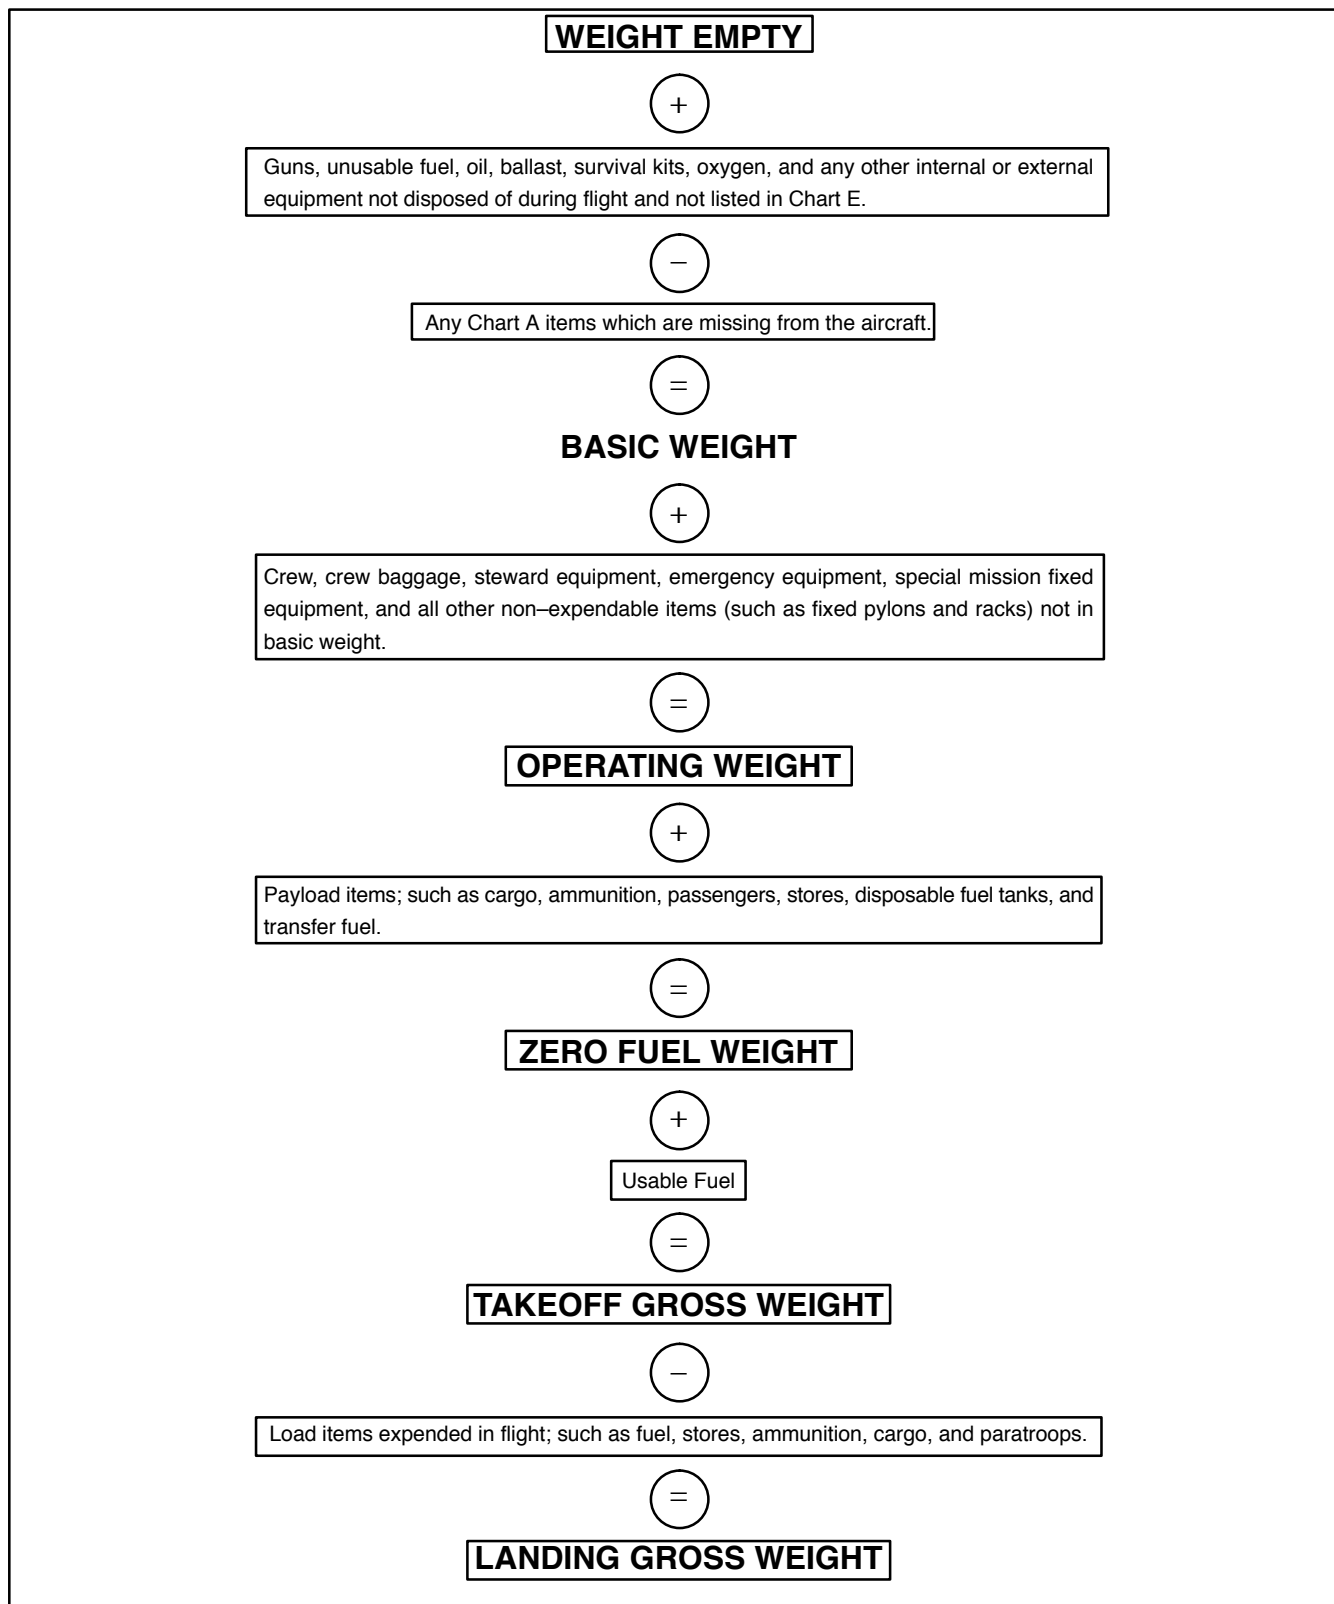 WEIGHT EMPTY
+
Guns, unusable fuel, oil, ballast, survival kits, oxygen, and any other internal or external
equipment not disposed of during flight and not listed in Chart E.
−
Any Chart A items which are missing from the aircraft.
=
BASIC WEIGHT
+
Crew, crew baggage, steward equipment, emergency equipment, special mission fixed
equipment, and all other non–expendable items (such as fixed pylons and racks) not in
basic weight.
=
OPERATING WEIGHT
+
Payload items; such as cargo, ammunition, passengers, stores, disposable fuel tanks, and
transfer fuel.
=
ZERO FUEL WEIGHT
+
Usable Fuel
=
TAKEOFF GROSS WEIGHT
−
Load items expended in flight; such as fuel, stores, ammunition, cargo, and paratroops.
=
LANDING GROSS WEIGHT